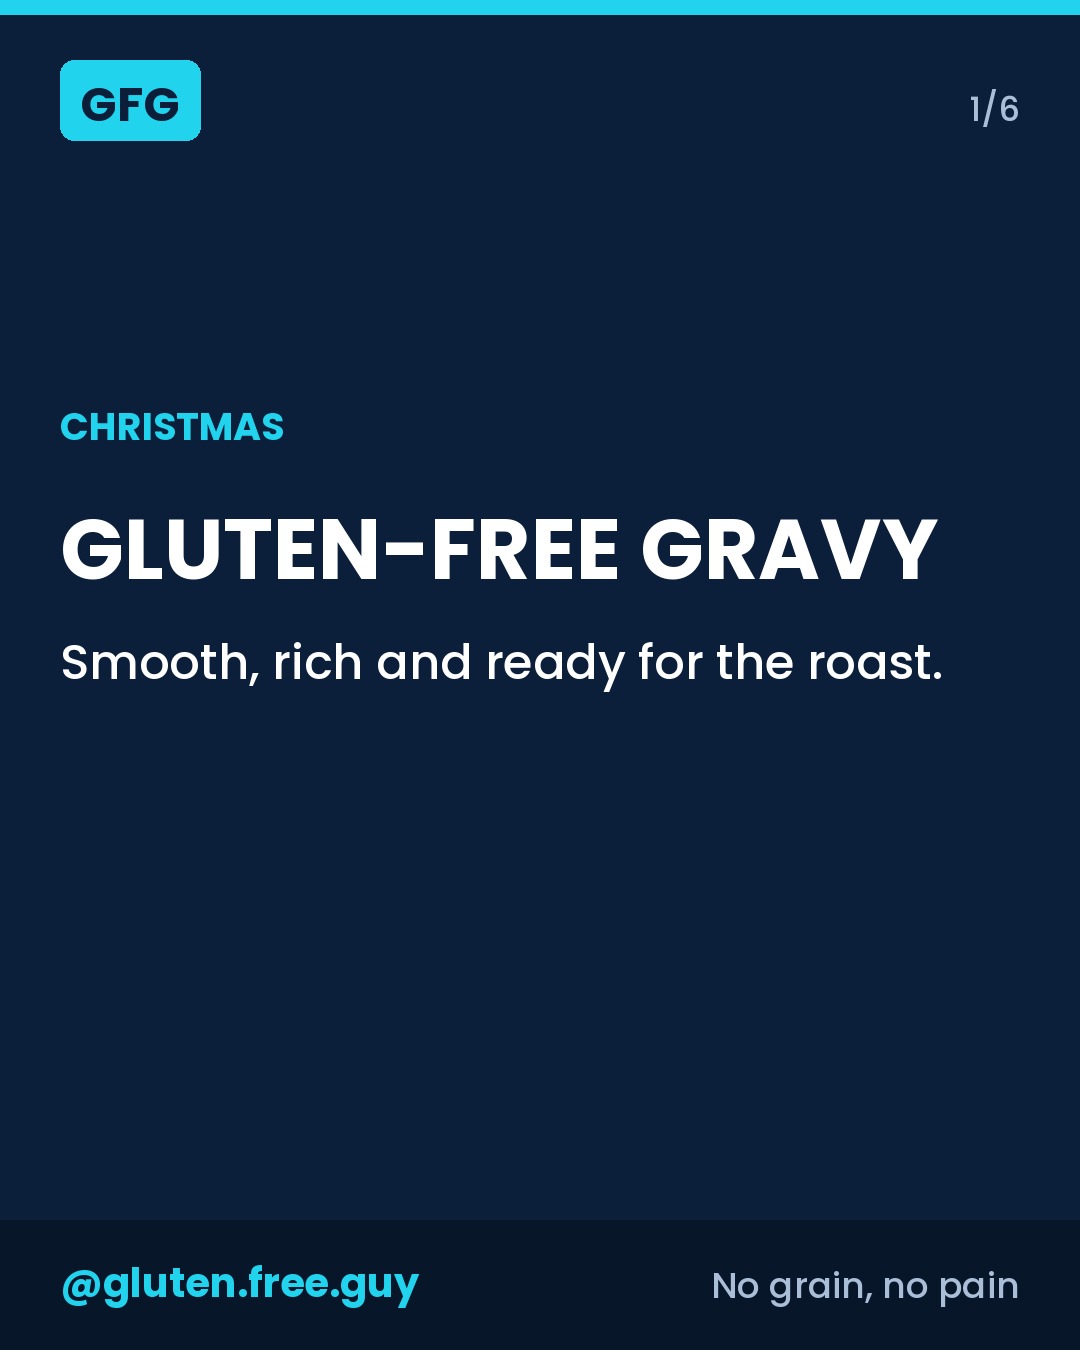 GFG
1/6
CHRISTMAS
GLUTEN-FREE GRAVY
Smooth, rich and ready for the roast.
@gluten.free.guy
No grain, no pain